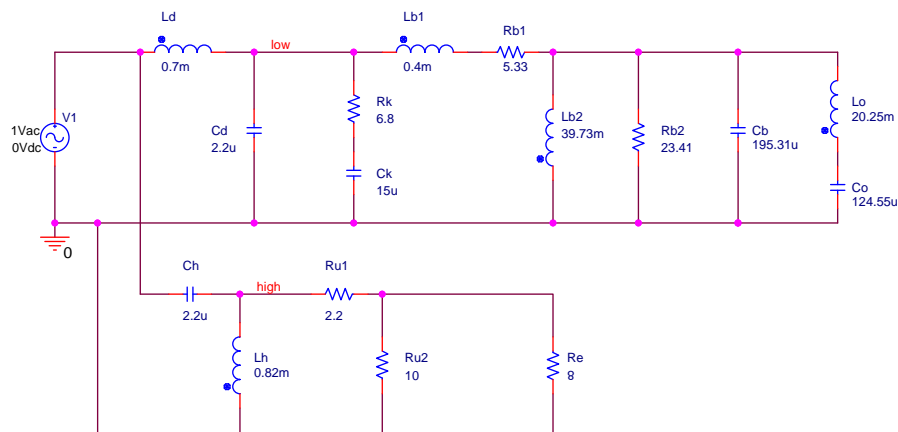 Ld
0.7m
low
Lb1
0.4m
Rb1
5.33
V1
1Vac
0Vdc
Cd
2.2u
Rk
6.8
Ck
15u
Lb2
39.73m
Rb2
23.41
Cb
195.31u
Lo
20.25m
Co
124.55u
0
Ch
2.2u
high
Ru1
2.2
Lh
0.82m
Ru2
10
Re
8